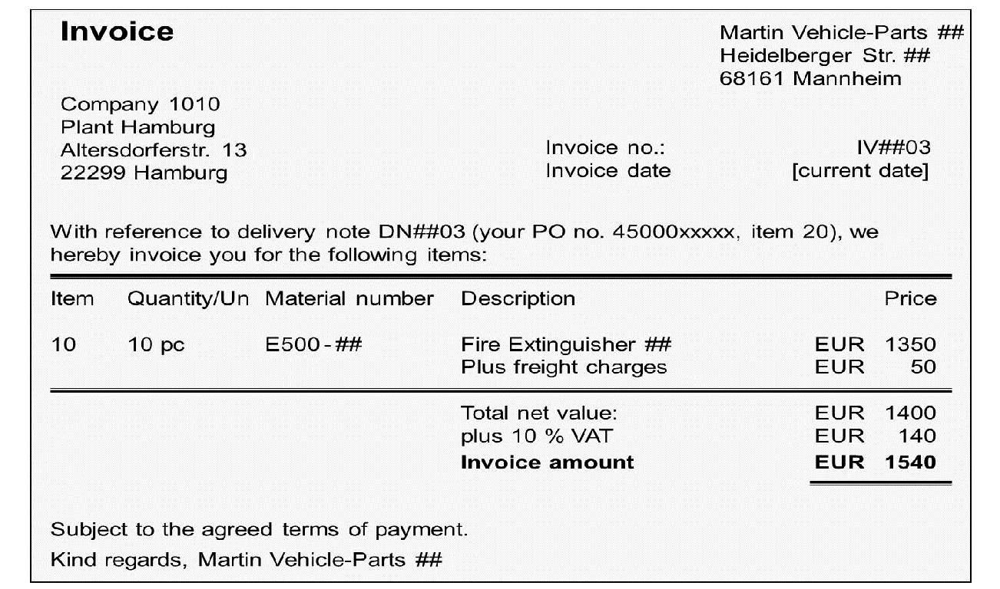 Invoice
Martin Vehicle-Parts ##
Heidelberger Str. ##
68161 Mannheim
Company 1010
Plant Hamburg
Altersdorferstr. 13
22299 Hamburg
Invoice no.: IV##03
Invoice date [current date]
With reference to delivery note DN##03 (your PO no. 45000xxxxx, item 20), we
hereby invoice you for the following items:
Item Quantity/Un Material number Description Price
10 10 pc E500-## Fire Extinguisher ## EUR 1350
Plus freight charges EUR 50
Total net value: EUR 1400
plus 10 % VAT EUR 140
Invoice amount EUR 1540
Subject to the agreed terms of payment.
Kind regards, Martin Vehicle-Parts ##